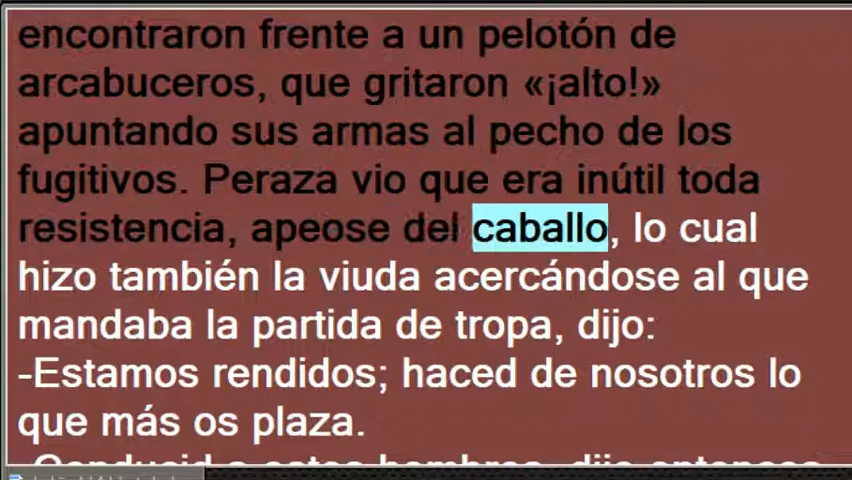 encontraron frente a un pelotón de
arcabuceros, que gritaron «¡alto!»
apuntando sus armas al pecho de los
fugitivos. Peraza vio que era inútil toda
resistencia, apeose del caballo, lo cual
hizo también la viuda acercándose al que
mandaba la partida de tropa, dijo:
-Estamos rendidos; haced de nosotros lo
que más os plaza.